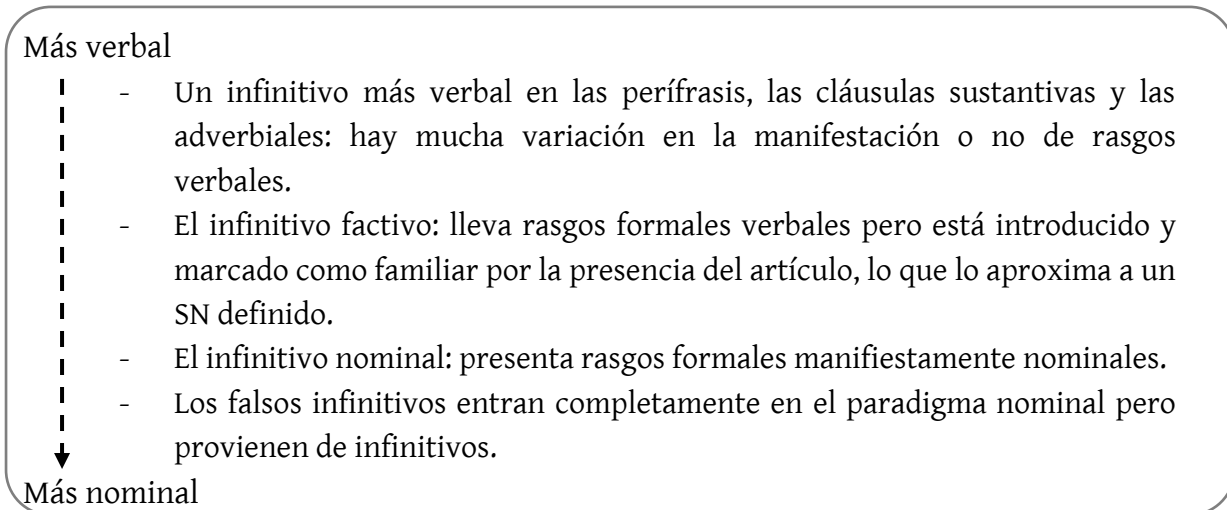 Más verbal
- Un infinitivo más verbal en las perífrasis, las cláusulas sustantivas y las
adverbiales: hay mucha variación en la manifestación o no de rasgos
verbales.
- El infinitivo factivo: lleva rasgos formales verbales pero está introducido y
marcado como familiar por la presencia del artículo, lo que lo aproxima a un
SN definido.
- El infinitivo nominal: presenta rasgos formales manifiestamente nominales.
- Los falsos infinitivos entran completamente en el paradigma nominal pero
provienen de infinitivos.
Más nominal